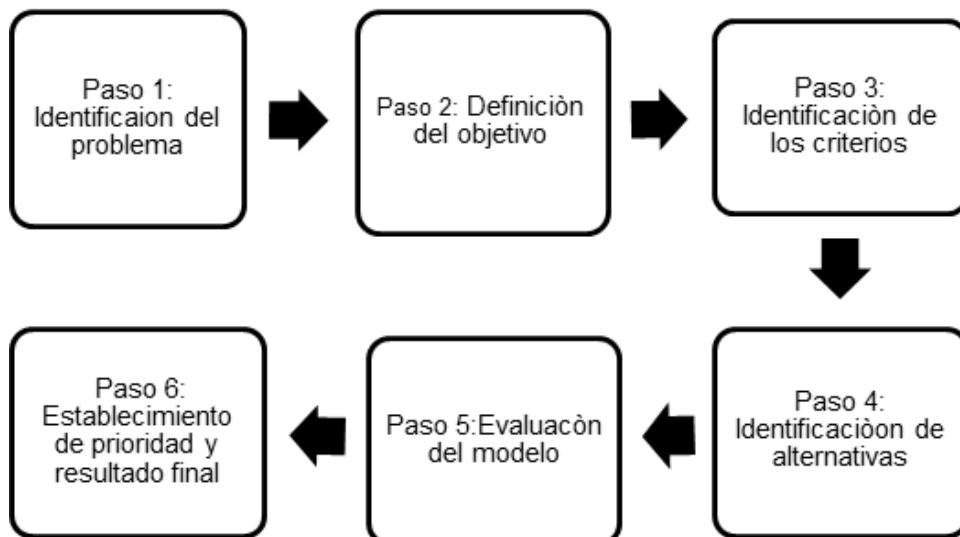 Paso 1:
Identificaion del
problema
Paso 2: Definiciòn
del objetivo
Paso 3:
Identificaciòn de
los criterios
Paso 4:
Identificaciòon de
alternativas
Paso 5:Evaluacòn
del modelo
Paso 6:
Establecimiento
de prioridad y
resultado final